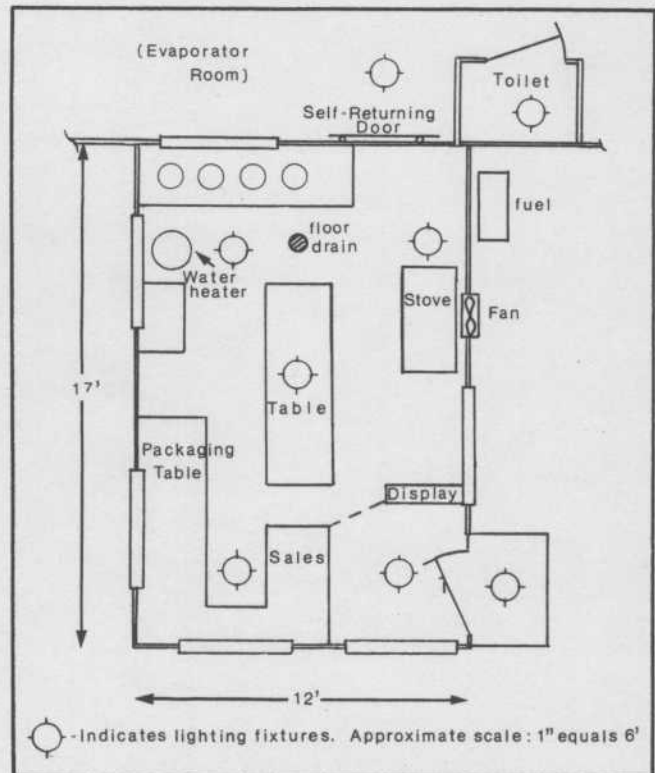 (Evaporator
Room)
Toilet
Self-Returning
Door
fuel
floor
drain
Water
heater
Stove
Fan
17'
Table
Packaging
Table
Display
Sales
12'
-Indicates lighting fixtures. Approximate scale: 1" equals 6'